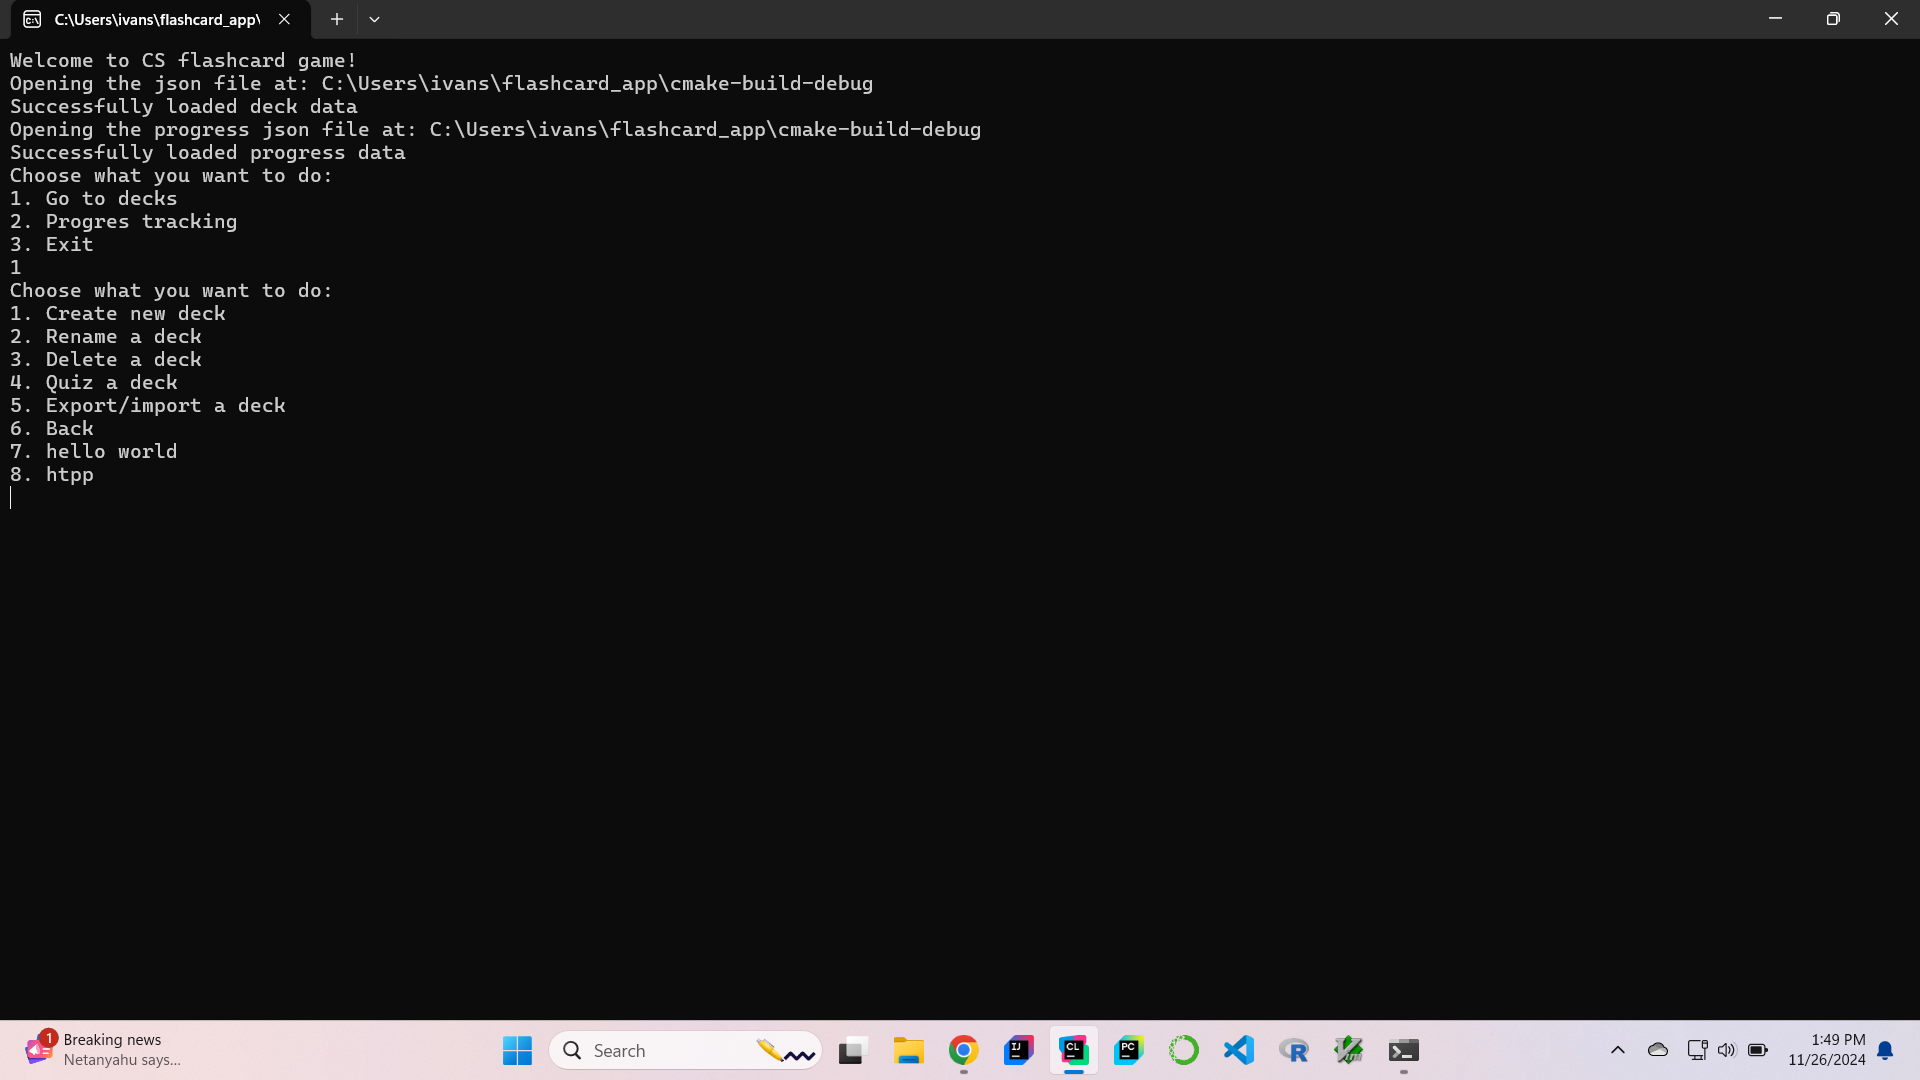 C:\Users\ivans\flashcard_app\
Welcome to CS flashcard game!
Opening the json file at: C:\Users\ivans\flashcard_app\cmake-build-debug
Successfully loaded deck data
Opening the progress json file at: C:\Users\ivans\flashcard_app\cmake-build-debug
Successfully loaded progress data
Choose what you want to do:
1. Go to decks
2. Progres tracking
3. Exit
1
Choose what you want to do:
1. Create new deck
2. Rename a deck
3. Delete a deck
4. Quiz a deck
5. Export/import a deck
6. Back
7. hello world
8. htpp
1
Breaking news
Netanyahu says...
Search
IJ
CL
PC
R
Vim
1:49 PM
11/26/2024